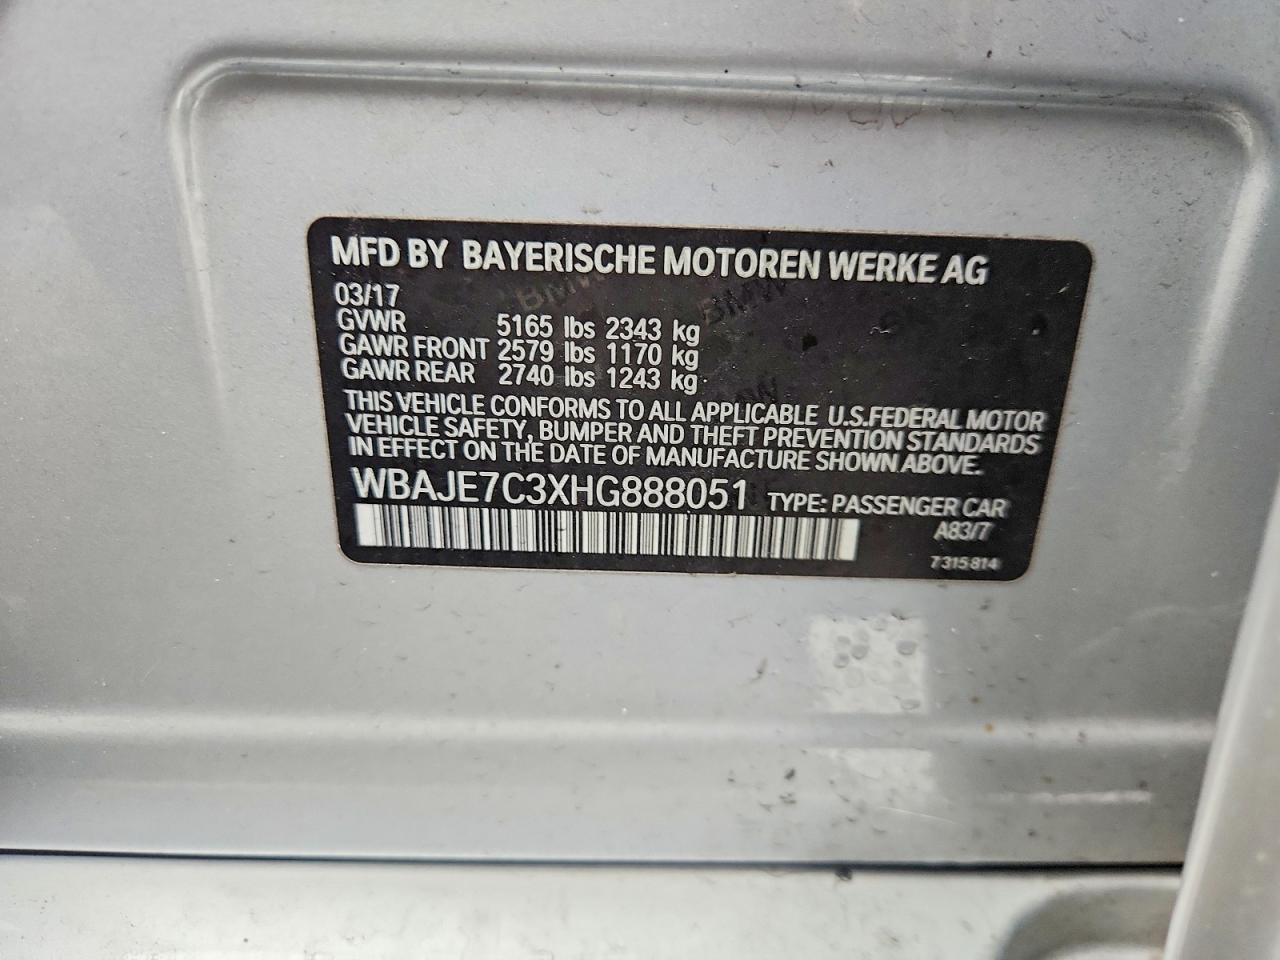 MFD BY BAYERISCHE MOTOREN WERKE AG
03/17
GVWR 5165 lbs 2343 kg
GAWR FRONT 2579 lbs 1170 kg
GAWR REAR 2740 lbs 1243 kg
THIS VEHICLE CONFORMS TO ALL APPLICABLE U.S.FEDERAL MOTOR
VEHICLE SAFETY, BUMPER AND THEFT PREVENTION STANDARDS
IN EFFECT ON THE DATE OF MANUFACTURE SHOWN ABOVE.
WBAJE7C3XHG888051 TYPE: PASSENGER CAR
A83/7
7315814